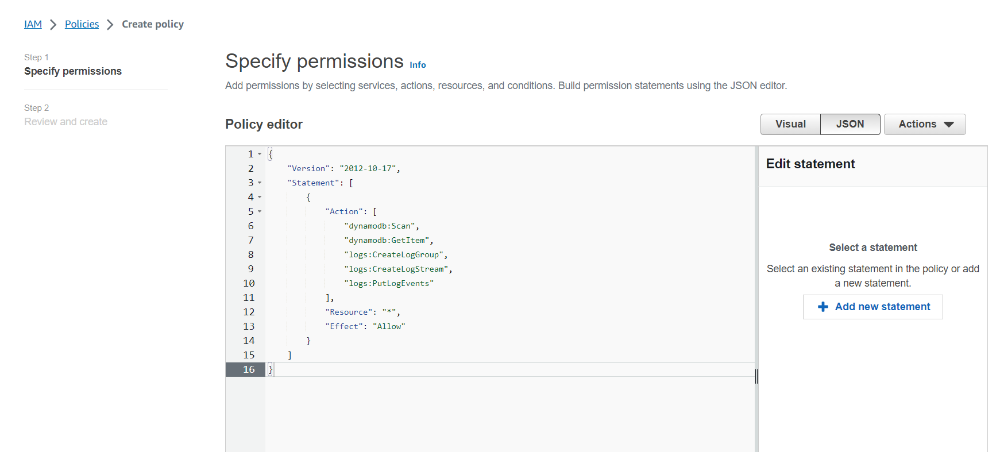 IAM > Policies > Create policy
Step 1
Specify permissions
Step 2
Review and create
Specify permissions Info
Add permissions by selecting services, actions, resources, and conditions. Build permission statements using the JSON editor.
Policy editor
Visual JSON Actions
1 {
2 "Version": "2012-10-17",
3 "Statement": [
4 {
5 "Action": [
6 "dynamodb:Scan",
7 "dynamodb:GetItem",
8 "logs:CreateLogGroup",
9 "logs:CreateLogStream",
10 "logs:PutLogEvents"
11 ],
12 "Resource": "*",
13 "Effect": "Allow"
14 }
15 ]
16 }
Edit statement
Select a statement
Select an existing statement in the policy or add
a new statement.
+ Add new statement